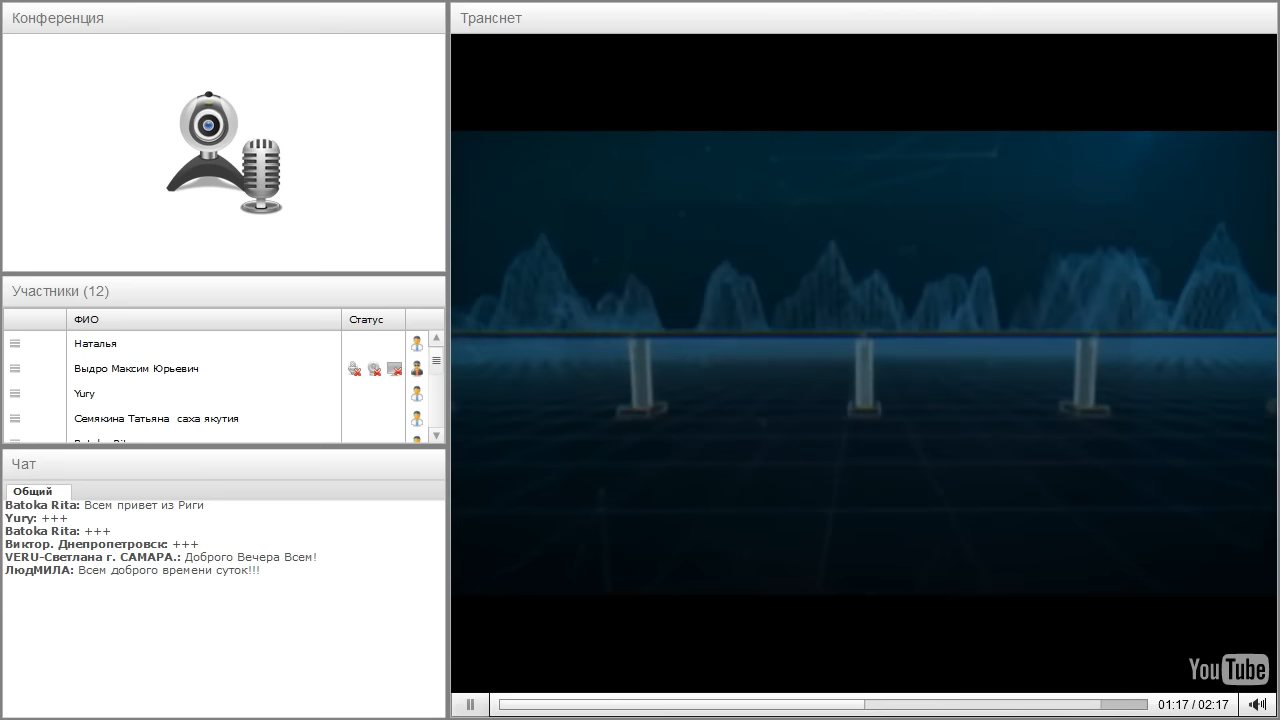 Конференция
Транснет
Участники (12)
ФИО Статус
Наталья
Выдро Максим Юрьевич
Yury
Семякина Татьяна саха якутия
Чат
Общий
Batoka Rita: Всем привет из Риги
Yury: +++
Batoka Rita: +++
Виктор. Днепропетровск: +++
VERU-Светлана г. САМАРА.: Доброго Вечера Всем!
ЛюдМИЛА: Всем доброго времени суток!!!
YouTube
01:17 / 02:17